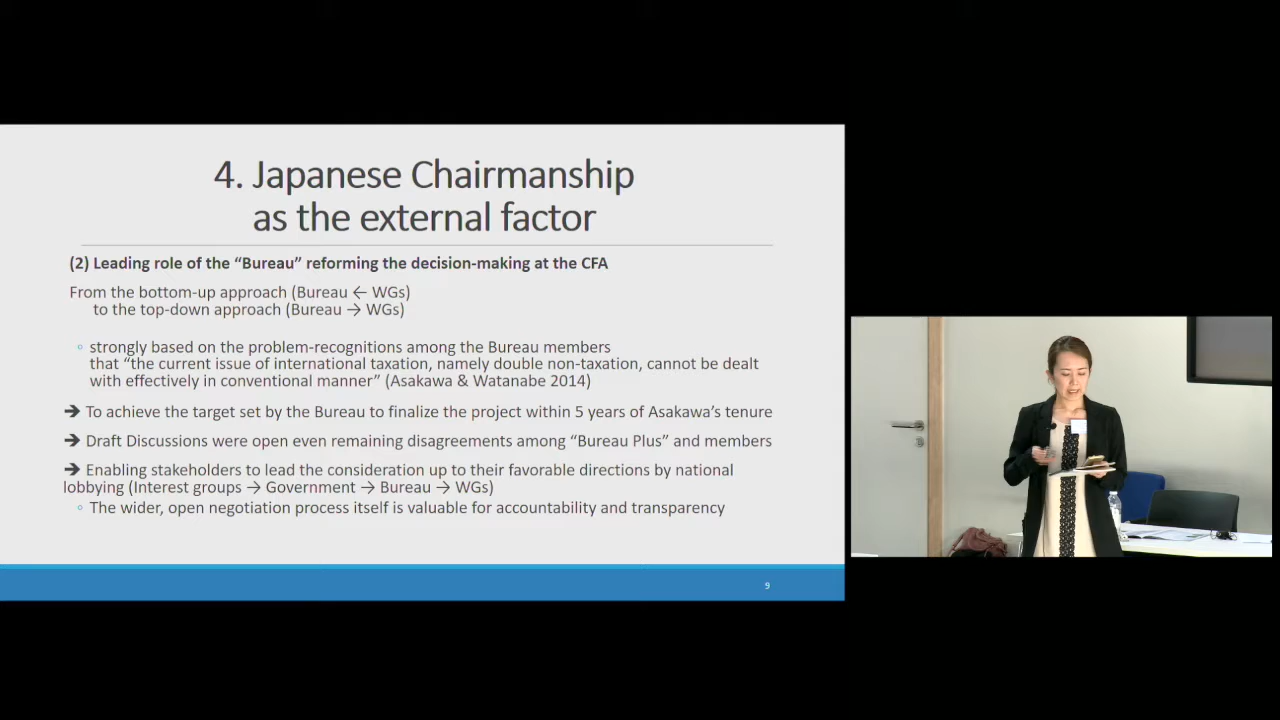 4. Japanese Chairmanship
as the external factor
(2) Leading role of the “Bureau” reforming the decision-making at the CFA
From the bottom-up approach (Bureau ← WGs)
to the top-down approach (Bureau → WGs)
◦ strongly based on the problem-recognitions among the Bureau members
that “the current issue of international taxation, namely double non-taxation, cannot be dealt
with effectively in conventional manner” (Asakawa & Watanabe 2014)
➔ To achieve the target set by the Bureau to finalize the project within 5 years of Asakawa’s tenure
➔ Draft Discussions were open even remaining disagreements among “Bureau Plus” and members
➔ Enabling stakeholders to lead the consideration up to their favorable directions by national
lobbying (Interest groups → Government → Bureau → WGs)
◦ The wider, open negotiation process itself is valuable for accountability and transparency
9